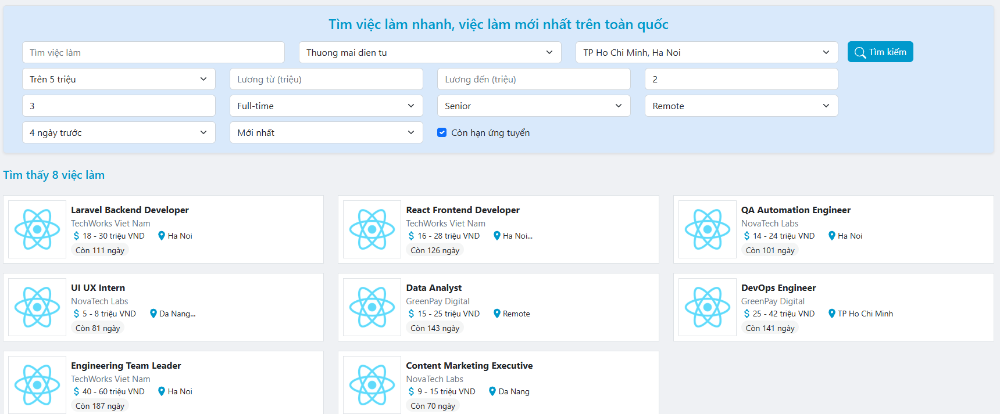 Tìm việc làm nhanh, việc làm mới nhất trên toàn quốc
Tìm việc làm
Thuong mai dien tu
TP Ho Chi Minh, Ha Noi
Tìm kiếm
Trên 5 triệu
Lương từ (triệu)
Lương đến (triệu)
2
3
Full-time
Senior
Remote
4 ngày trước
Mới nhất
Còn hạn ứng tuyển
Tìm thấy 8 việc làm
Laravel Backend Developer
TechWorks Viet Nam
18 - 30 triệu VND
Ha Noi
Còn 111 ngày
React Frontend Developer
TechWorks Viet Nam
16 - 28 triệu VND
Ha Noi...
Còn 126 ngày
QA Automation Engineer
NovaTech Labs
14 - 24 triệu VND
Ha Noi
Còn 101 ngày
UI UX Intern
NovaTech Labs
5 - 8 triệu VND
Da Nang...
Còn 81 ngày
Data Analyst
GreenPay Digital
15 - 25 triệu VND
Remote
Còn 143 ngày
DevOps Engineer
GreenPay Digital
25 - 42 triệu VND
TP Ho Chi Minh
Còn 141 ngày
Engineering Team Leader
TechWorks Viet Nam
40 - 60 triệu VND
Ha Noi
Còn 187 ngày
Content Marketing Executive
NovaTech Labs
9 - 15 triệu VND
Da Nang
Còn 70 ngày